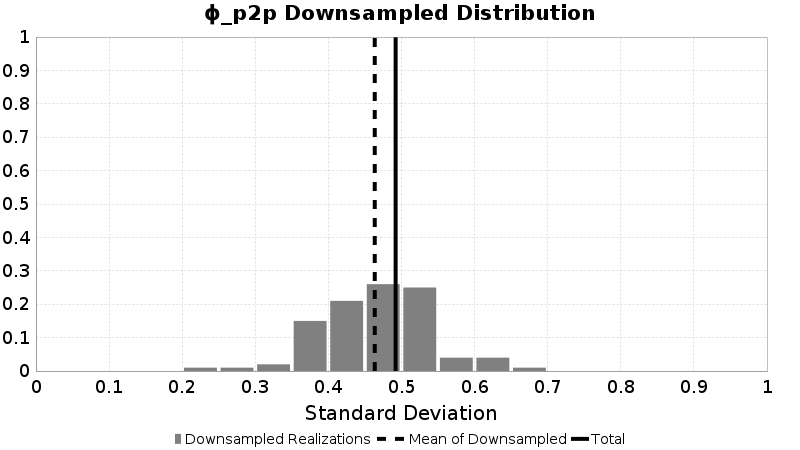 ϕ_p2p Downsampled Distribution
1
0.9
0.8
0.7
0.6
0.5
0.4
0.3
0.2
0.1
0
0 0.1 0.2 0.3 0.4 0.5 0.6 0.7 0.8 0.9 1
Standard Deviation
Downsampled Realizations Mean of Downsampled Total